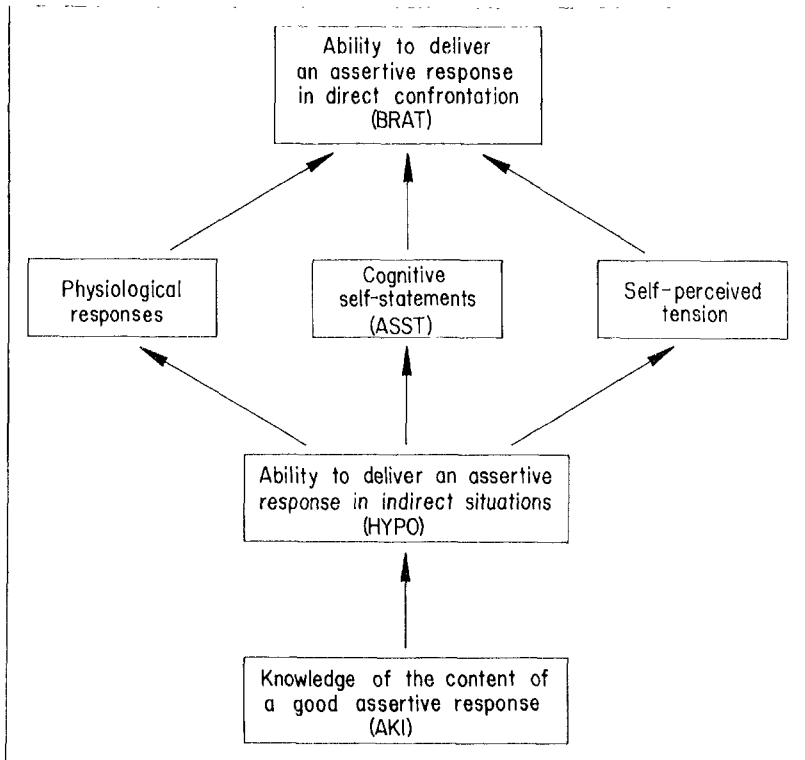 Ability to deliver
an assertive response
in direct confrontation
(BRAT)
Physiological
responses
Cognitive
self-statements
(ASST)
Self-perceived
tension
Ability to deliver an assertive
response in indirect situations
(HYPO)
Knowledge of the content of
a good assertive response
(AKI)